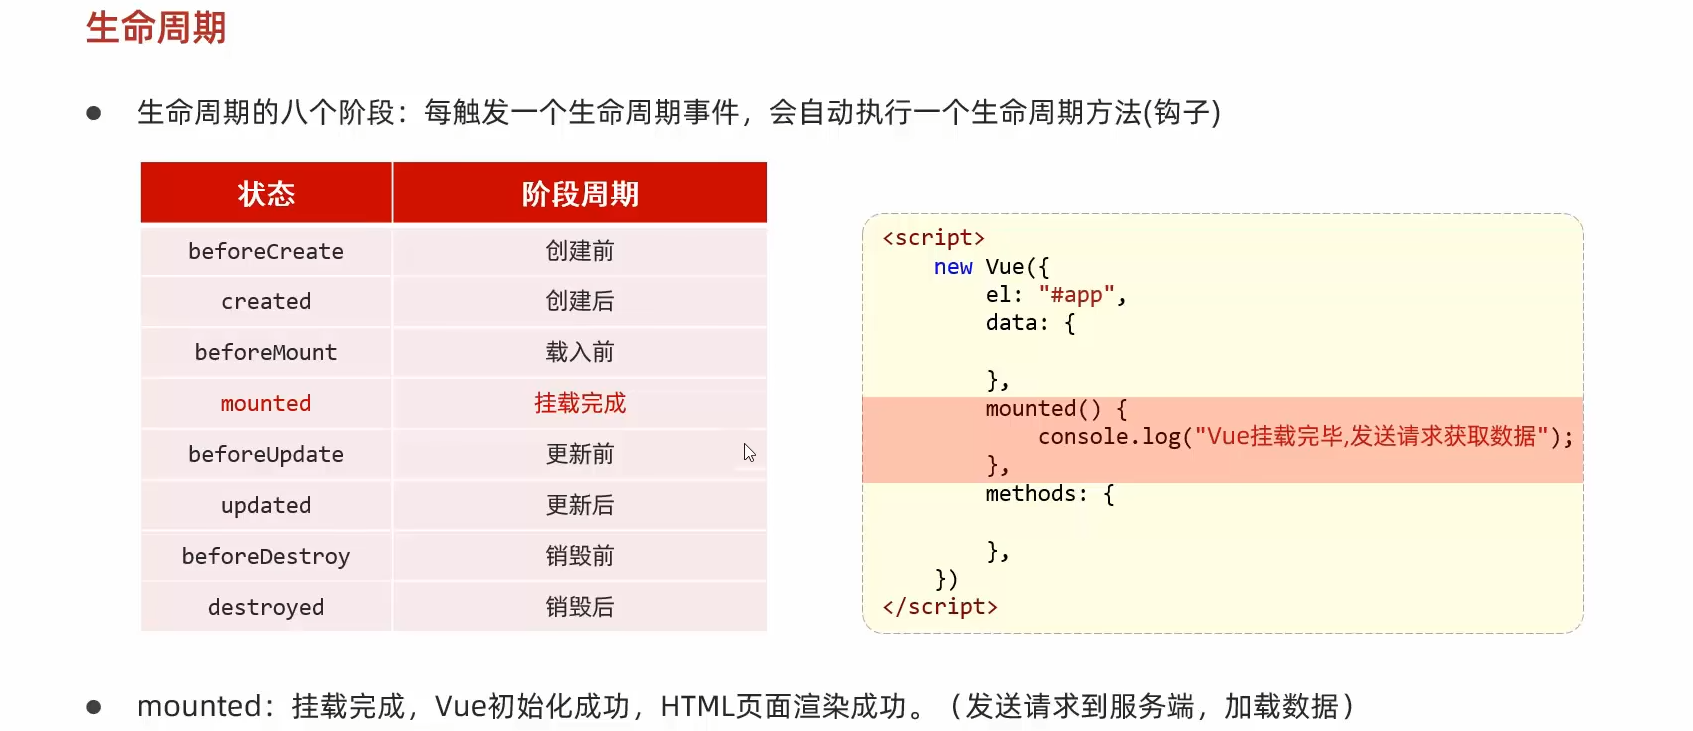 生命周期
● 生命周期的八个阶段：每触发一个生命周期事件，会自动执行一个生命周期方法(钩子)
状态 阶段周期
beforeCreate 创建前
created 创建后
beforeMount 载入前
mounted 挂载完成
beforeUpdate 更新前
updated 更新后
beforeDestroy 销毁前
destroyed 销毁后
<script>
new Vue({
el: "#app",
data: {
},
mounted() {
console.log("Vue挂载完毕,发送请求获取数据");
},
methods: {
},
})
</script>
● mounted：挂载完成，Vue初始化成功，HTML页面渲染成功。（发送请求到服务端，加载数据）